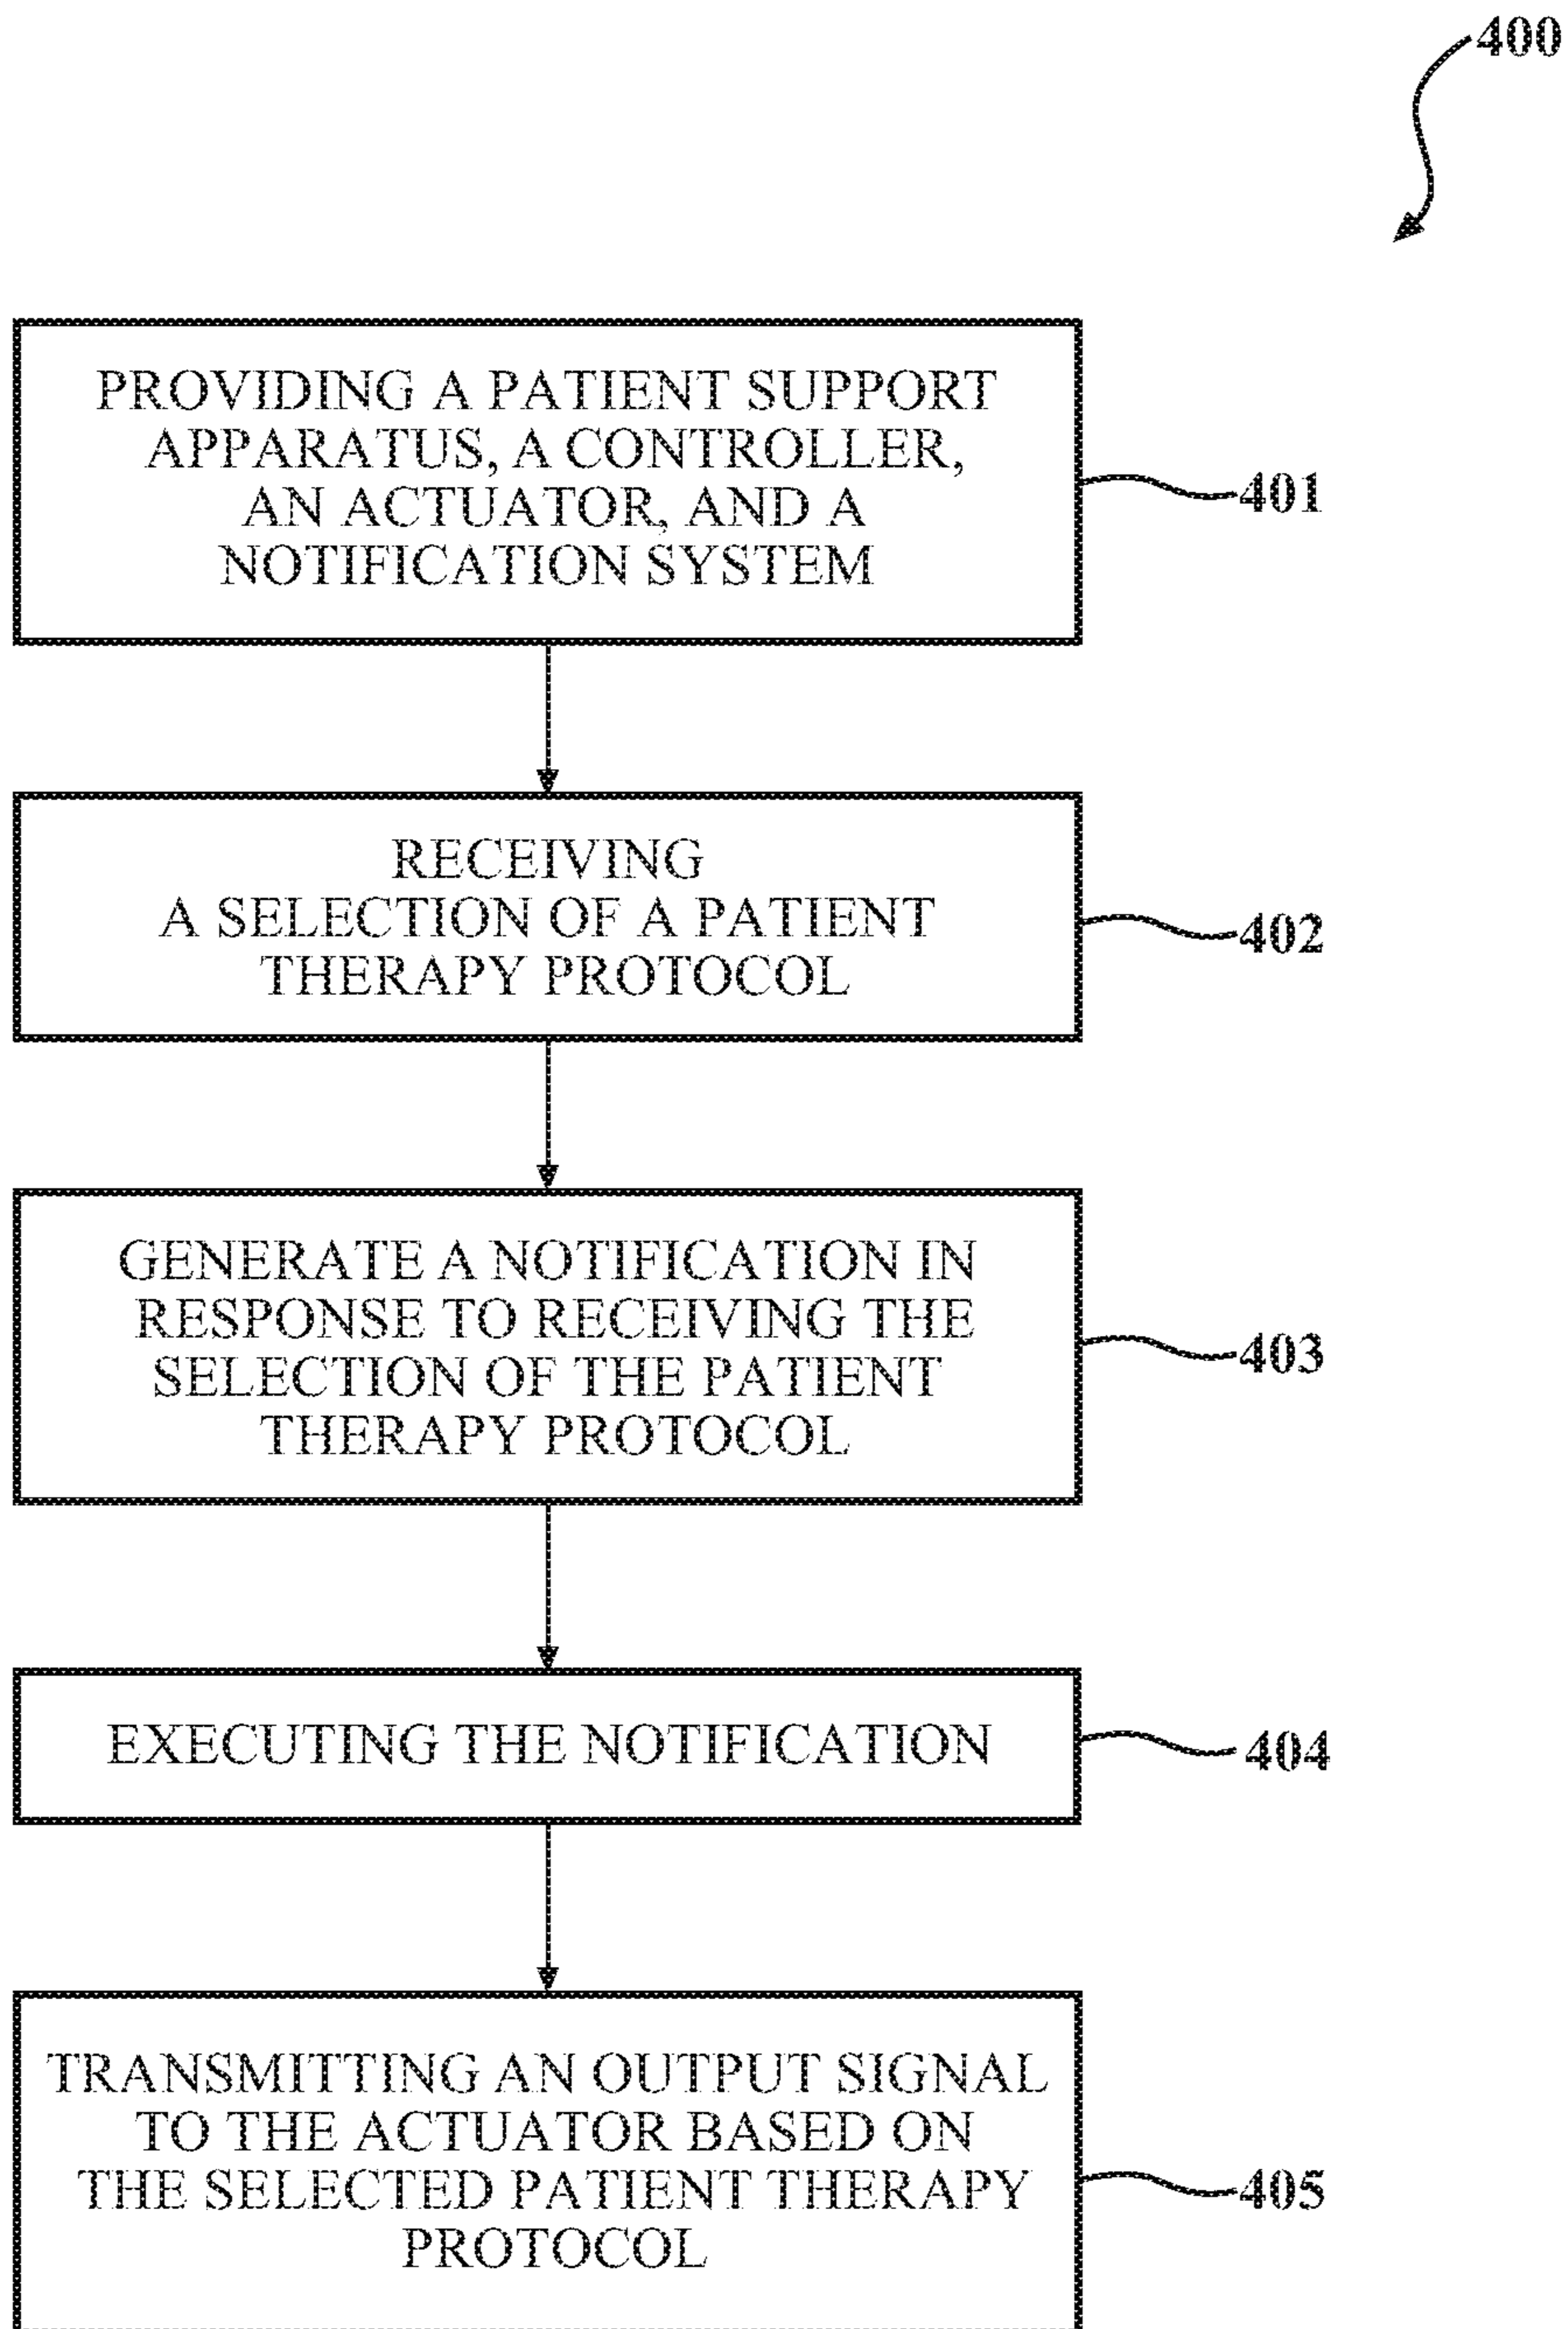 400
PROVIDING A PATIENT SUPPORT
APPARATUS, A CONTROLLER,
AN ACTUATOR, AND A
NOTIFICATION SYSTEM
401
RECEIVING
A SELECTION OF A PATIENT
THERAPY PROTOCOL
402
GENERATE A NOTIFICATION IN
RESPONSE TO RECEIVING THE
SELECTION OF THE PATIENT
THERAPY PROTOCOL
403
EXECUTING THE NOTIFICATION
404
TRANSMITTING AN OUTPUT SIGNAL
TO THE ACTUATOR BASED ON
THE SELECTED PATIENT THERAPY
PROTOCOL
405